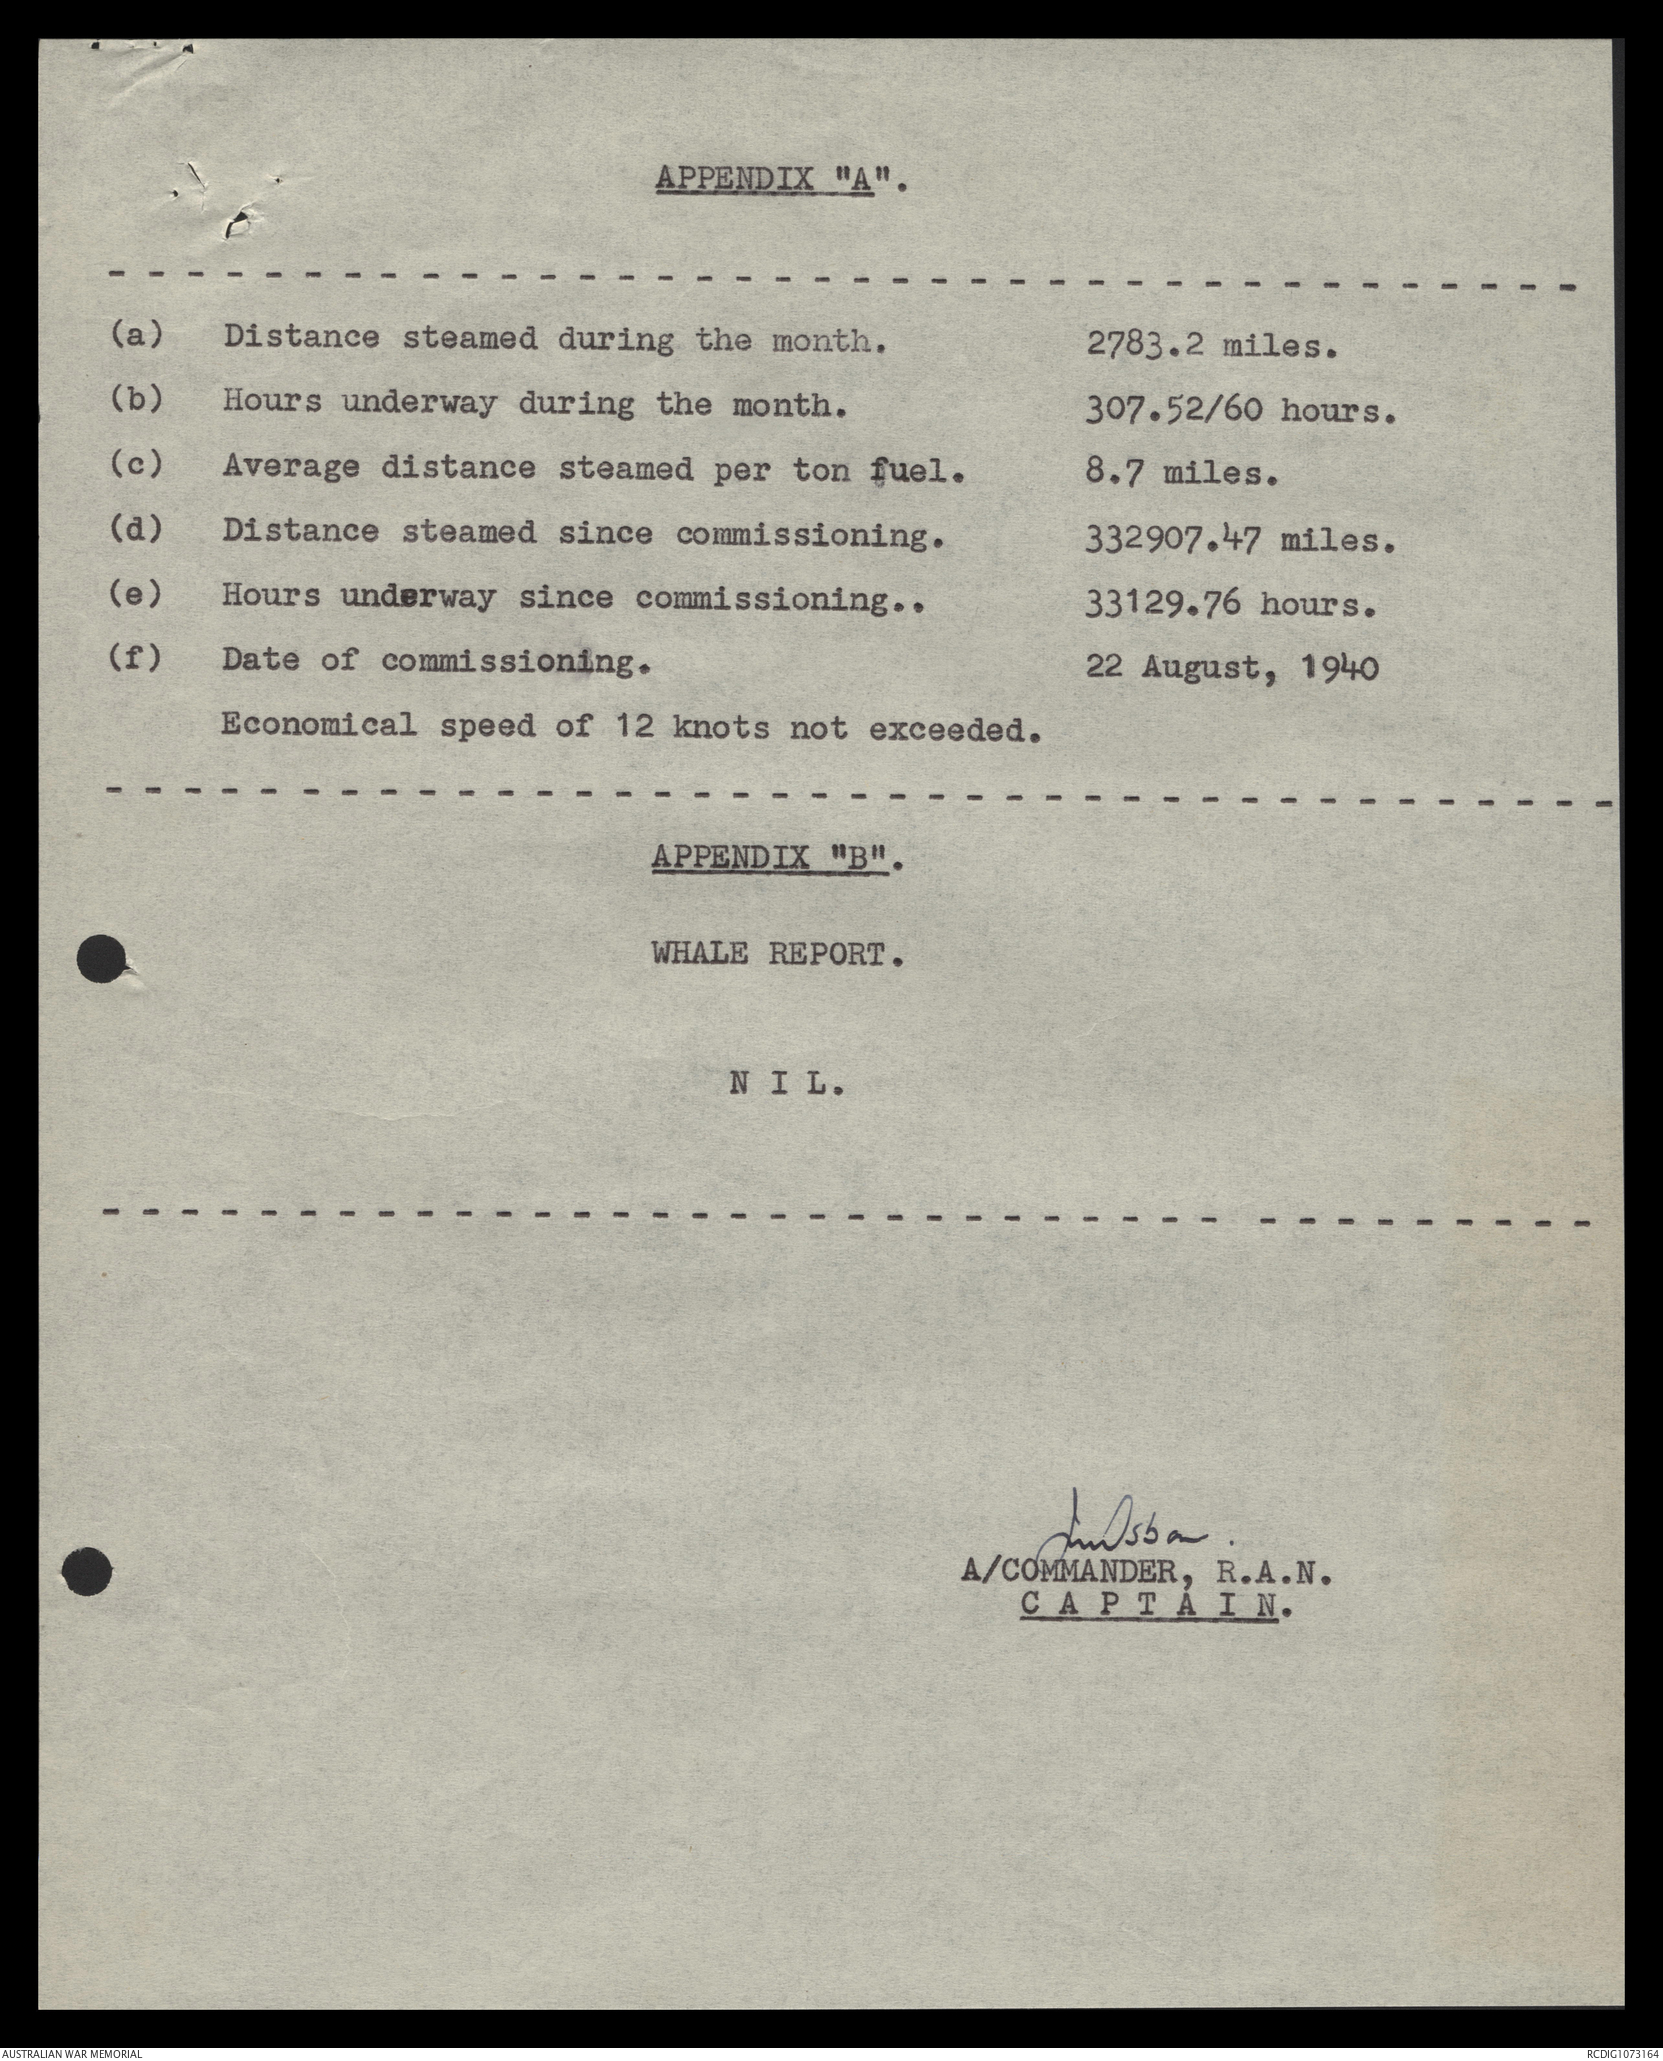 APPENDIX "A".
(a) Distance steamed during the month. 2783.2 miles.
(b) Hours underway during the month. 307.52/60 hours.
(c) Average distance steamed per ton fuel. 8.7 miles.
(d) Distance steamed since commissioning. 332907.47 miles.
(e) Hours underway since commissioning.. 33129.76 hours.
(f) Date of commissioning. 22 August, 1940
Economical speed of 12 knots not exceeded.
APPENDIX "B".
WHALE REPORT.
N I L.
A/COMMANDER, R.A.N.
C A P T A I N.
AUSTRALIAN WAR MEMORIAL
RCDIG1073164